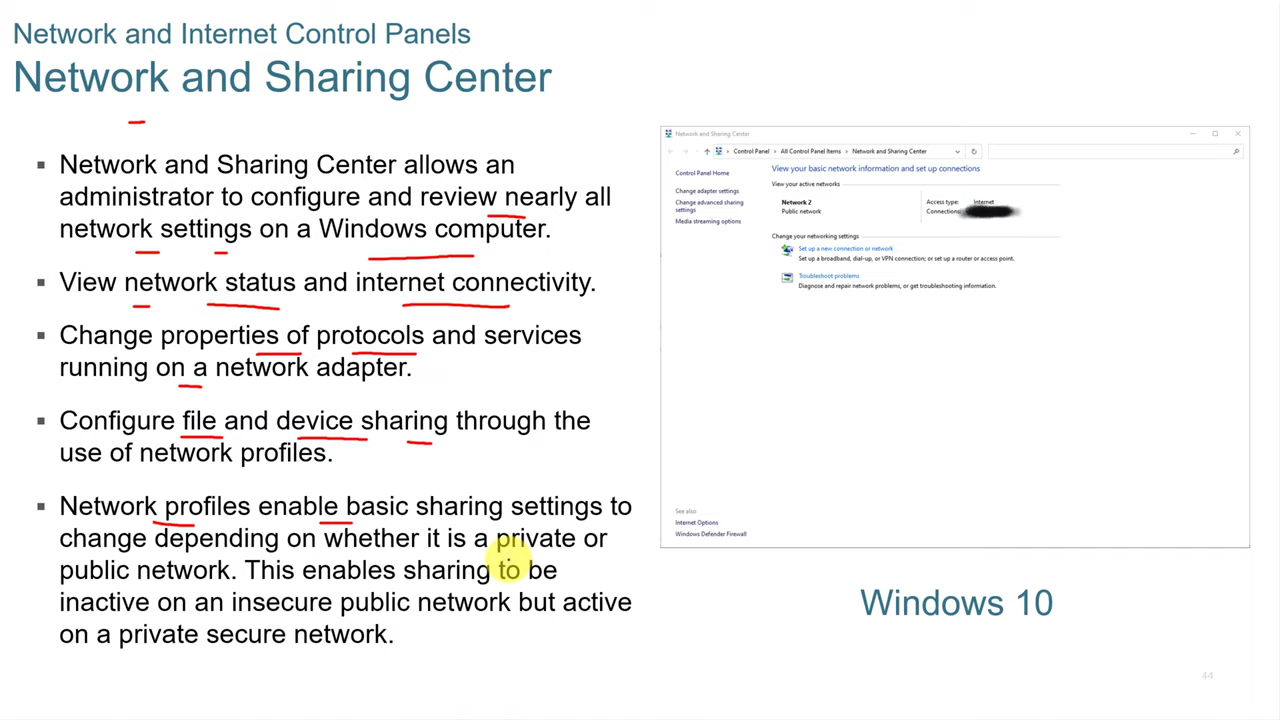 Network and Internet Control Panels
Network and Sharing Center
Network and Sharing Center allows an
administrator to configure and review nearly all
network settings on a Windows computer.
View network status and internet connectivity.
Change properties of protocols and services
running on a network adapter.
Configure file and device sharing through the
use of network profiles.
Network profiles enable basic sharing settings to
change depending on whether it is a private or
public network. This enables sharing to be
inactive on an insecure public network but active
on a private secure network.
Network and Sharing Center
Control Panel > All Control Panel Items > Network and Sharing Center
Control Panel Home
Change adapter settings
Change advanced sharing
settings
Media streaming options
View your basic network information and set up connections
View your active networks
Network 2
Public network
Access type: Internet
Connections:
Change your networking settings
Set up a new connection or network
Set up a broadband, dial-up, or VPN connection; or set up a router or access point.
Troubleshoot problems
Diagnose and repair network problems, or get troubleshooting information.
See also
Internet Options
Windows Defender Firewall
Windows 10
44